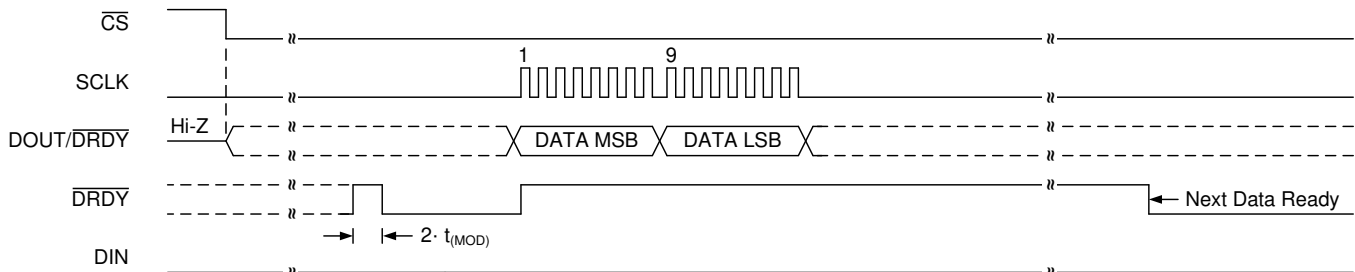 CS
1 9
SCLK
Hi-Z
DOUT/DRDY DATA MSB DATA LSB
DRDY
Next Data Ready
2· t(MOD)
DIN